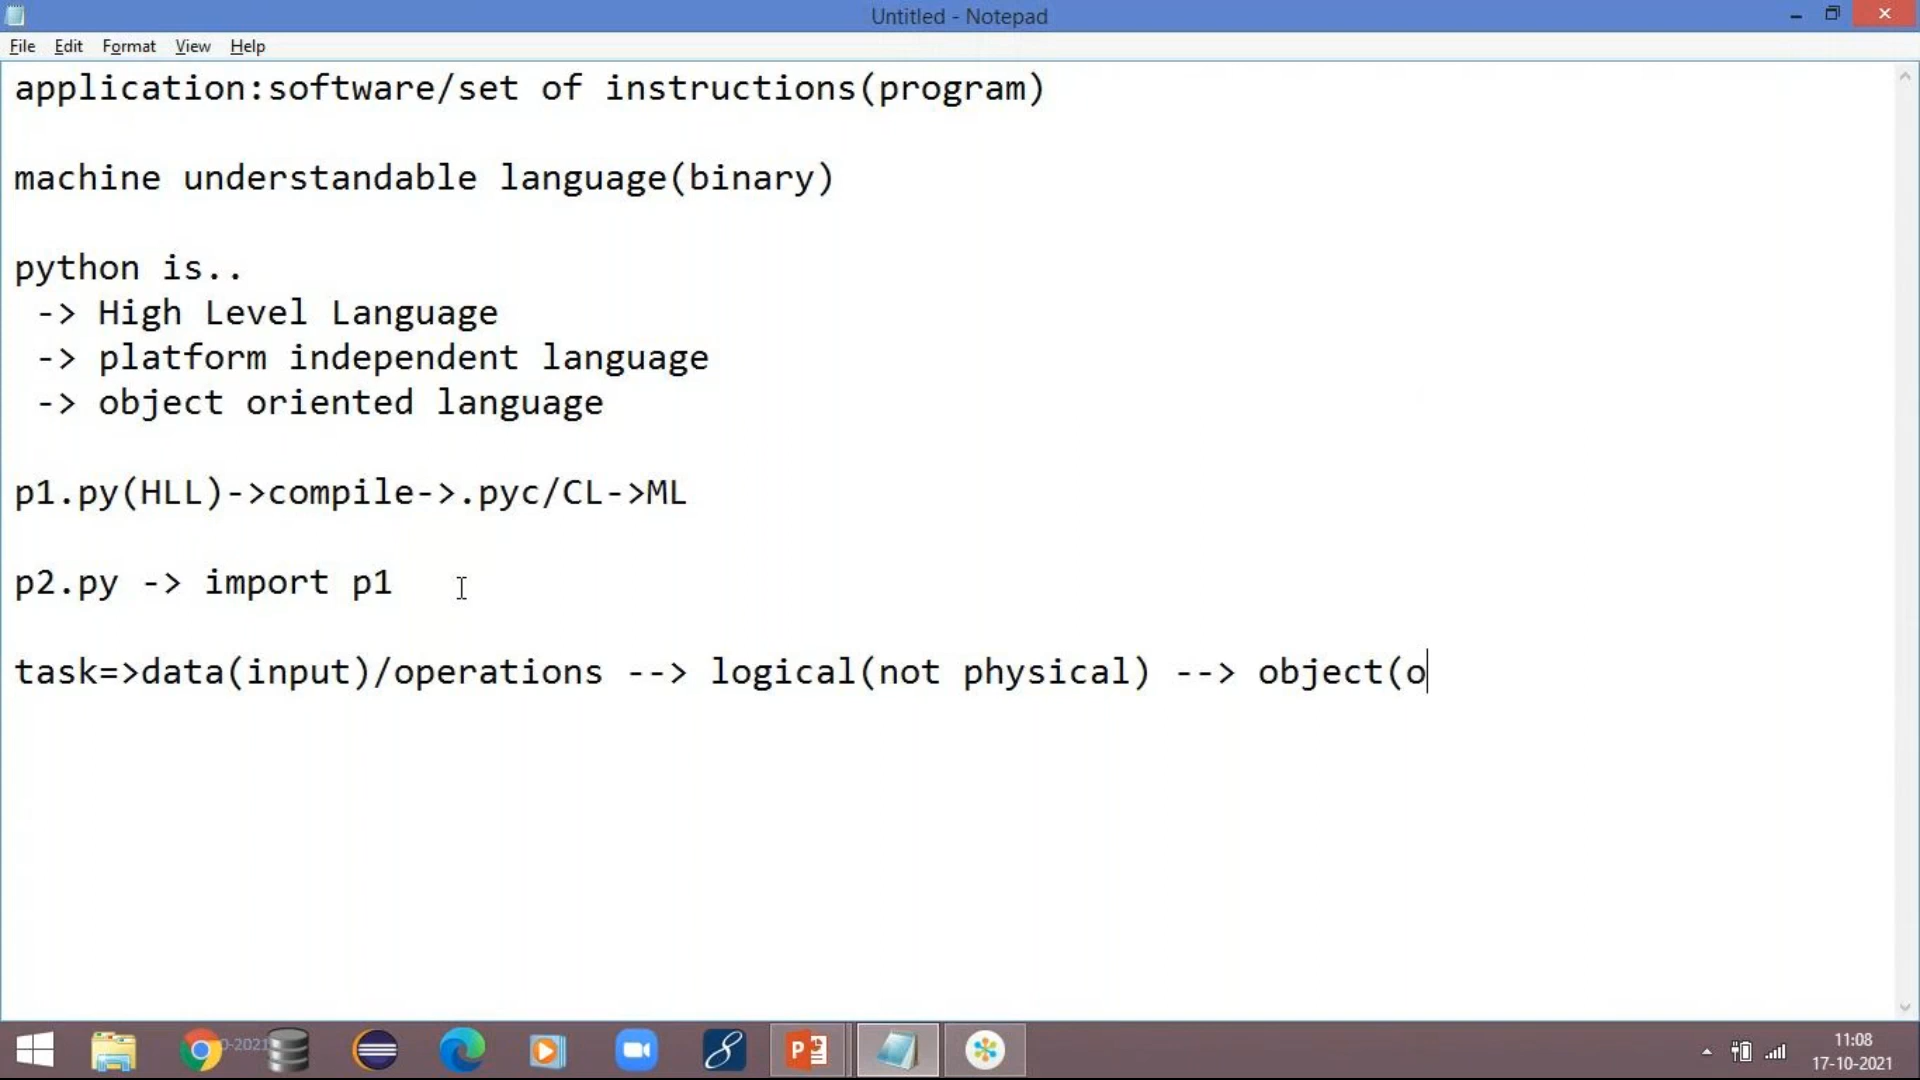 Untitled - Notepad
File Edit Format View Help
application:software/set of instructions(program)
machine understandable language(binary)
python is..
-> High Level Language
-> platform independent language
-> object oriented language
p1.py(HLL)->compile->.pyc/CL->ML
p2.py -> import p1
task=>data(input)/operations --> logical(not physical) --> object(o
0-2021
11:08
17-10-2021